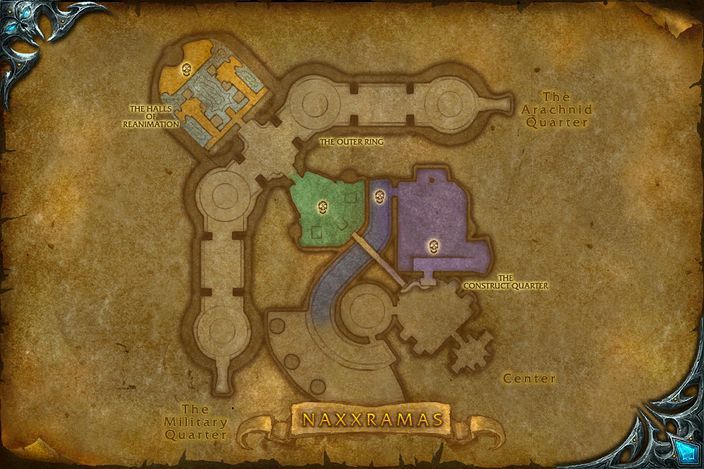 The
Arachnid
Quarter
THE HALLS
OF
REANIMATION
THE OUTER RING
THE
CONSTRUCT QUARTER
Center
The
Military
Quarter
NAXXRAMAS